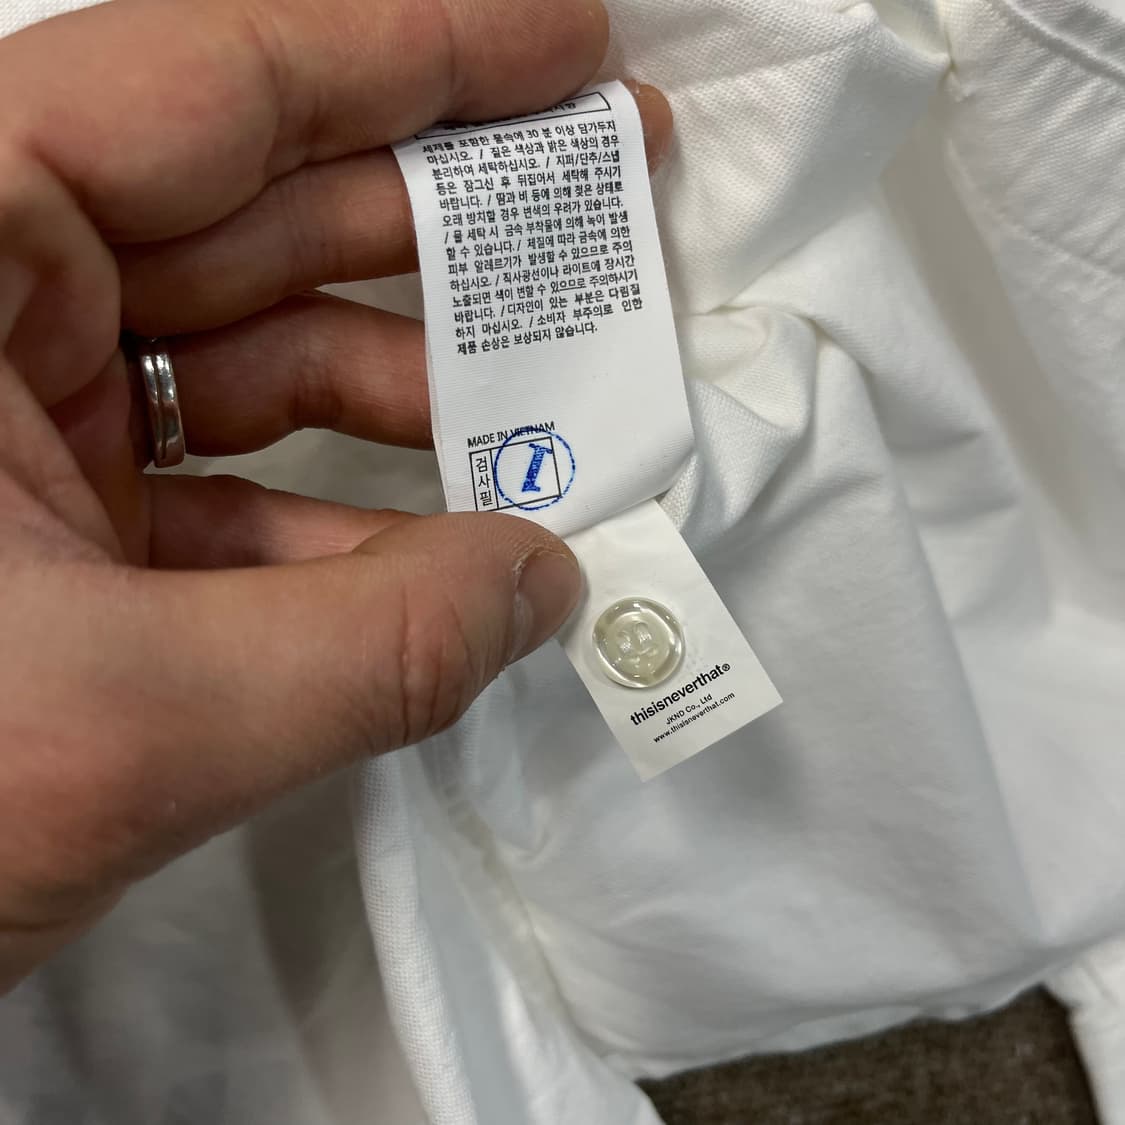 세제를 포함한 물속에 30 분 이상 담가두지
마십시오. / 짙은 색상과 밝은 색상의 경우
분리하여 세탁하십시오. / 지퍼/단추/스냅
등은 잠그신 후 뒤집어서 세탁해 주시기
바랍니다. / 땀과 비 등에 의해 젖은 상태로
오래 방치할 경우 변색의 우려가 있습니다.
/ 물 세탁 시 금속 부착물에 의해 녹이 발생
할 수 있습니다. / 체질에 따라 금속에 의한
피부 알레르기가 발생할 수 있으므로 주의
하십시오. / 직사광선이나 라이트에 장시간
노출되면 색이 변할 수 있으므로 주의하시기
바랍니다. / 디자인이 있는 부분은 다림질
하지 마십시오. / 소비자 부주의로 인한
제품 손상은 보상되지 않습니다.
MADE IN VIETNAM
검사필
1
thisisneverthat®
JKND Co., Ltd
www.thisisneverthat.com